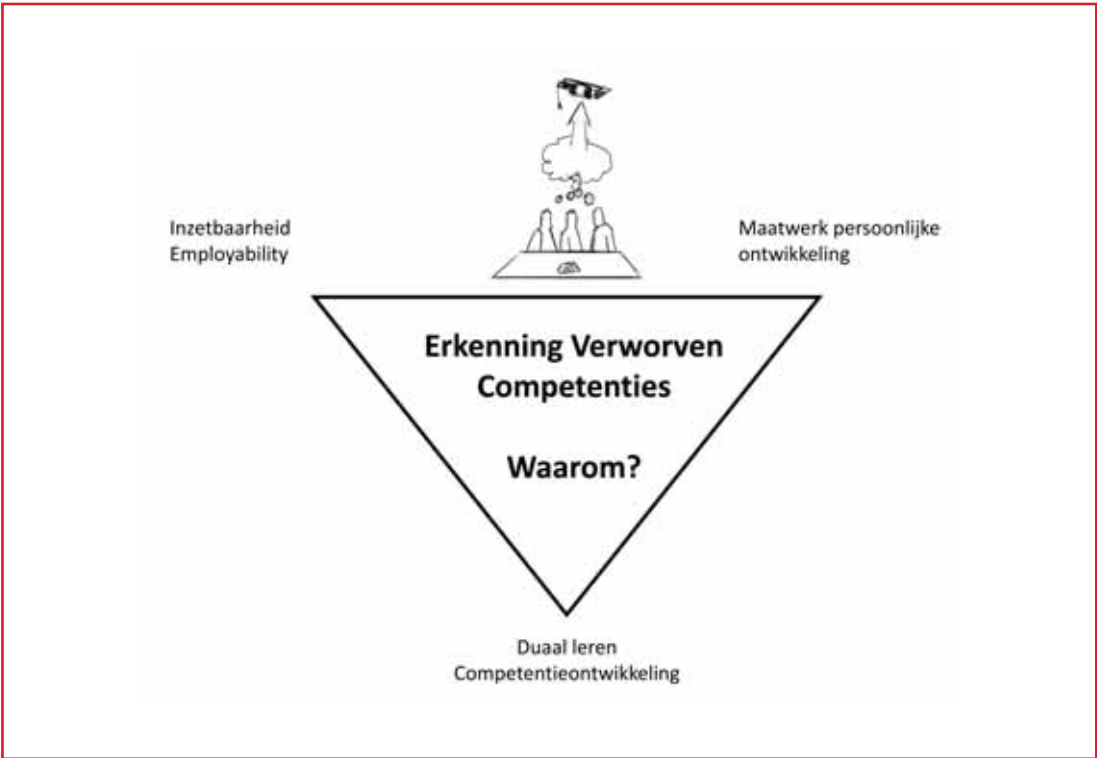 Inzetbaarheid
Employability
Maatwerk persoonlijke
ontwikkeling
Erkenning Verworven
Competenties
Waarom?
Duaal leren
Competentieontwikkeling